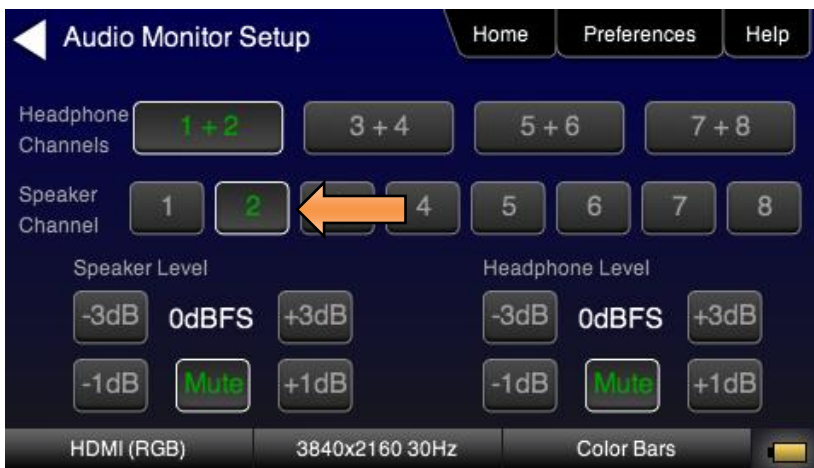 Audio Monitor Setup Home Preferences Help
Headphone Channels 1 + 2 3 + 4 5 + 6 7 + 8
Speaker Channel 1 2 4 5 6 7 8
Speaker Level Headphone Level
-3dB 0dBFS +3dB -3dB 0dBFS +3dB
-1dB Mute +1dB -1dB Mute +1dB
HDMI (RGB) 3840x2160 30Hz Color Bars